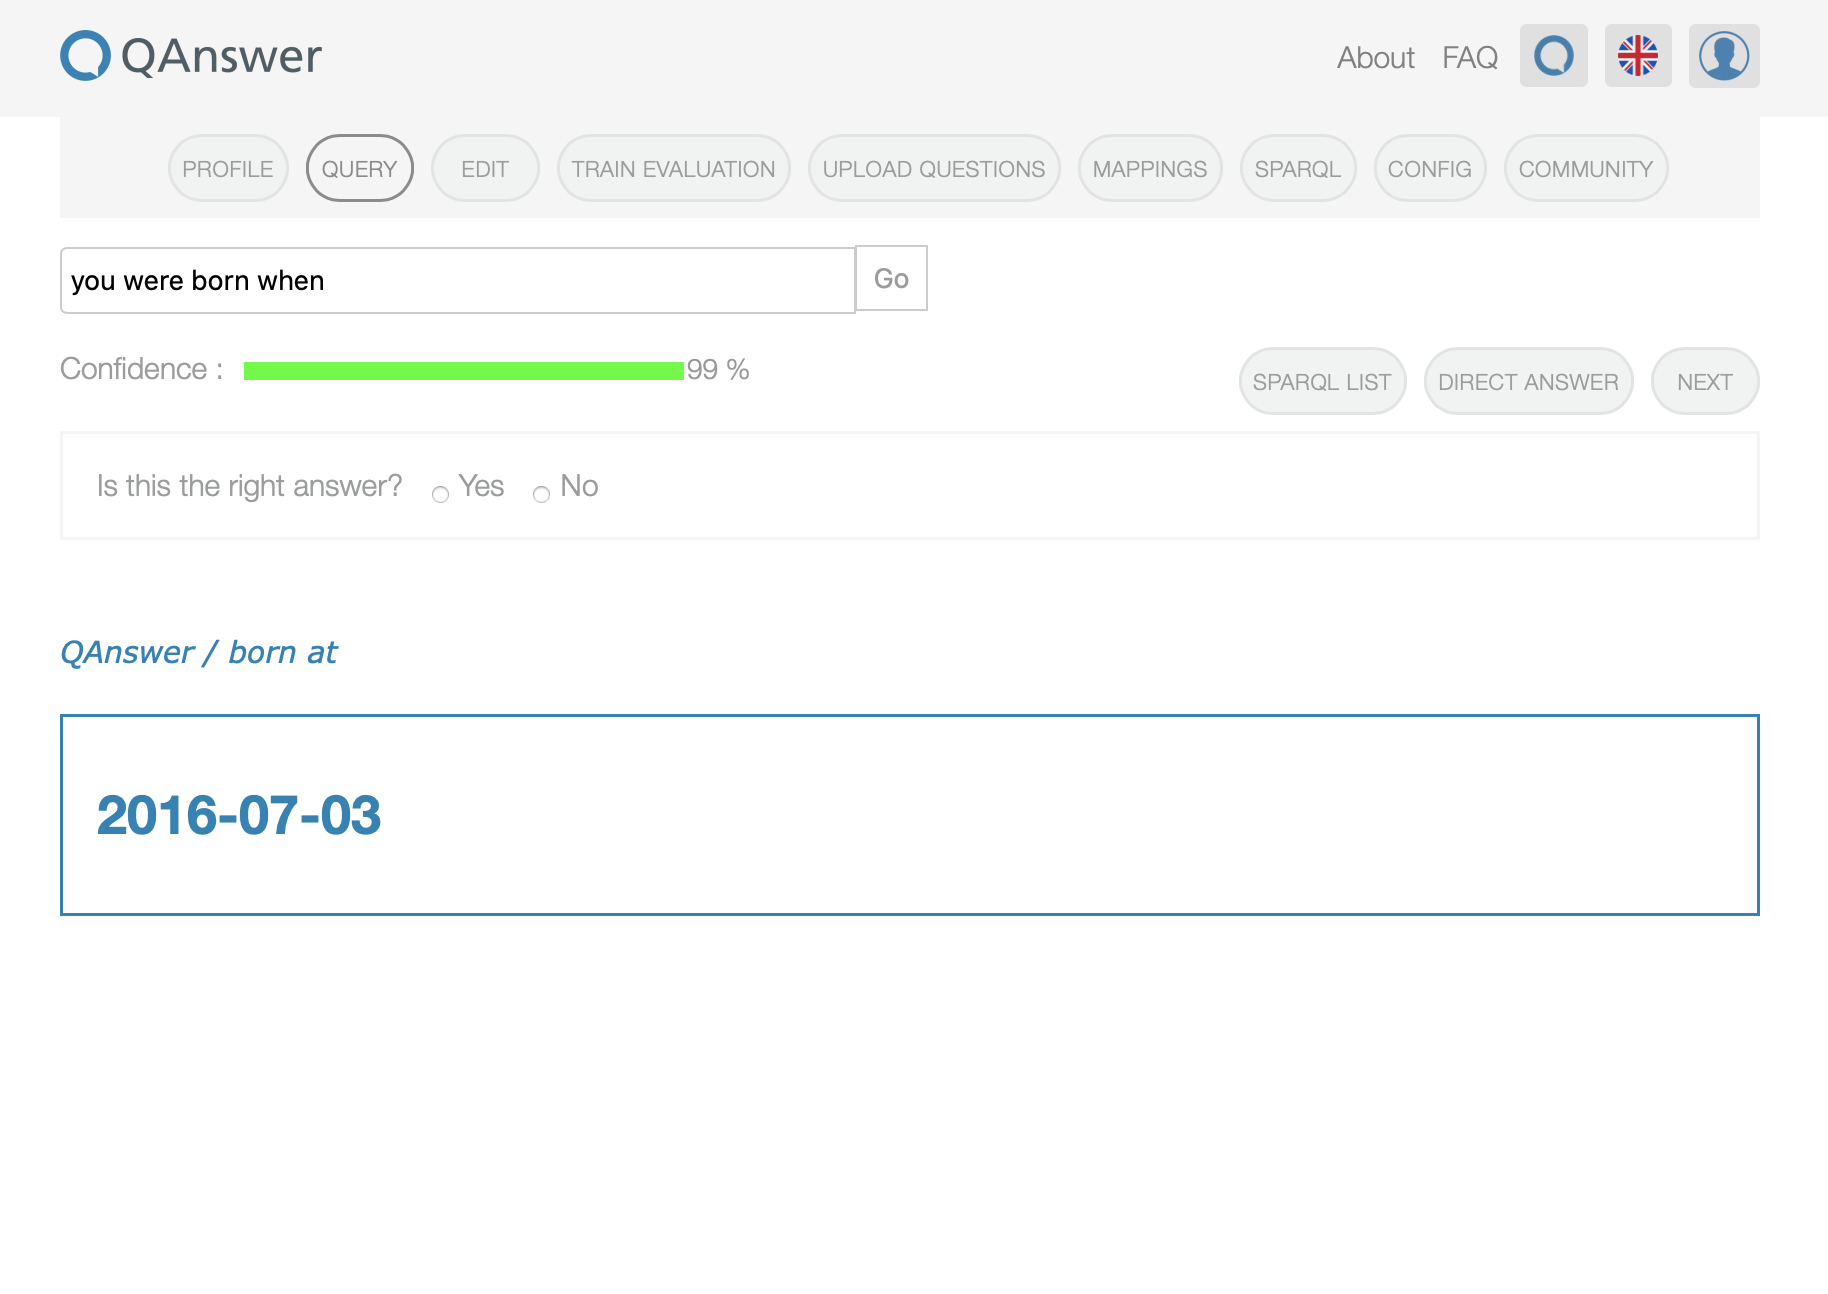 QAnswer
About FAQ
PROFILE QUERY EDIT TRAIN EVALUATION UPLOAD QUESTIONS MAPPINGS SPARQL CONFIG COMMUNITY
you were born when Go
Confidence : 99 %
SPARQL LIST DIRECT ANSWER NEXT
Is this the right answer? Yes No
QAnswer / born at
2016-07-03